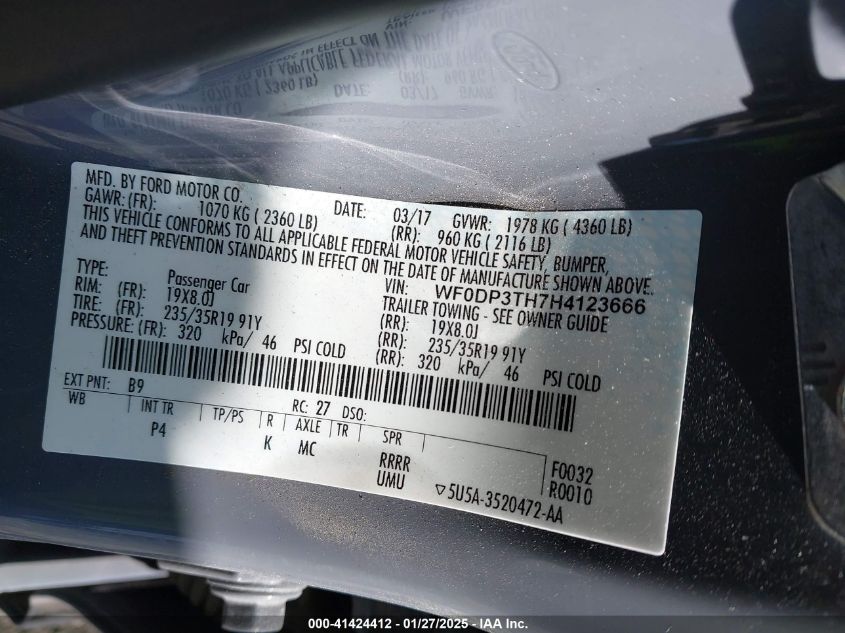 MFD. BY FORD MOTOR CO.
DATE: 03/17 GVWR: 1978 KG ( 4360 LB)
GAWR: (FR): 1070 KG ( 2360 LB) (RR): 960 KG ( 2116 LB)
THIS VEHICLE CONFORMS TO ALL APPLICABLE FEDERAL MOTOR VEHICLE SAFETY, BUMPER,
AND THEFT PREVENTION STANDARDS IN EFFECT ON THE DATE OF MANUFACTURE SHOWN ABOVE.
VIN: WF0DP3TH7H4123666
TYPE: Passenger Car TRAILER TOWING - SEE OWNER GUIDE
RIM: (FR): 19X8.0J (RR): 19X8.0J
TIRE: (FR): 235/35R19 91Y (RR): 235/35R19 91Y
PRESSURE: (FR): 320 kPa/ 46 PSI COLD (RR): 320 kPa/ 46 PSI COLD
EXT PNT: B9 RC: 27 DSO:
WB INT TR TP/PS R AXLE TR SPR
P4 K MC RRRR
UMU
F0032
R0010
▽5U5A-3520472-AA
000-41424412 - 01/27/2025 - IAA Inc.